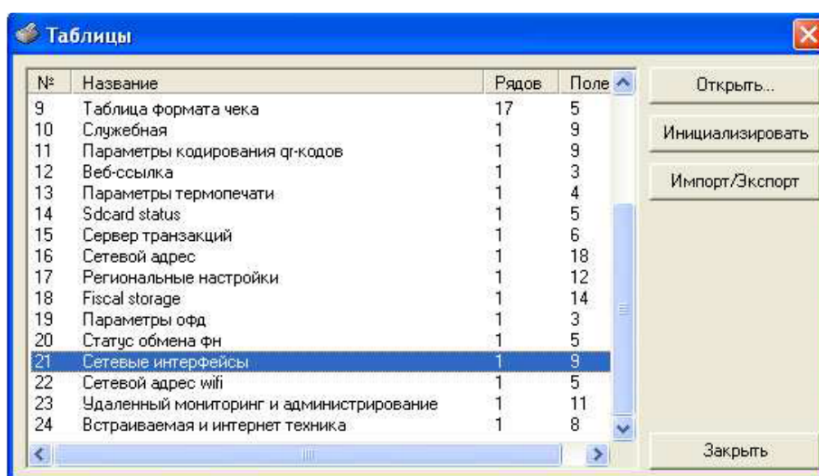 Таблицы
№ Название Рядов Поле
9 Таблица формата чека 17 5
10 Служебная 1 9
11 Параметры кодирования qr-кодов 1 9
12 Веб-ссылка 1 3
13 Параметры термопечати 1 4
14 Sdcard status 1 5
15 Сервер транзакций 1 6
16 Сетевой адрес 1 18
17 Региональные настройки 1 12
18 Fiscal storage 1 14
19 Параметры офд 1 3
20 Статус обмена фн 1 5
21 Сетевые интерфейсы 1 9
22 Сетевой адрес wifi 1 5
23 Удаленный мониторинг и администрирование 1 11
24 Встраиваемая и интернет техника 1 8
Открыть...
Инициализировать
Импорт/Экспорт
Закрыть